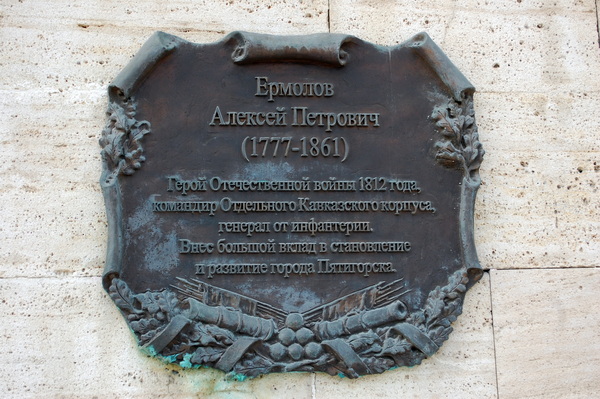 Ермолов
Алексей Петрович
(1777-1861)
Герой Отечественной войны 1812 года,
командир Отдельного Кавказского корпуса,
генерал от инфантерии.
Внес большой вклад в становление
и развитие города Пятигорска.